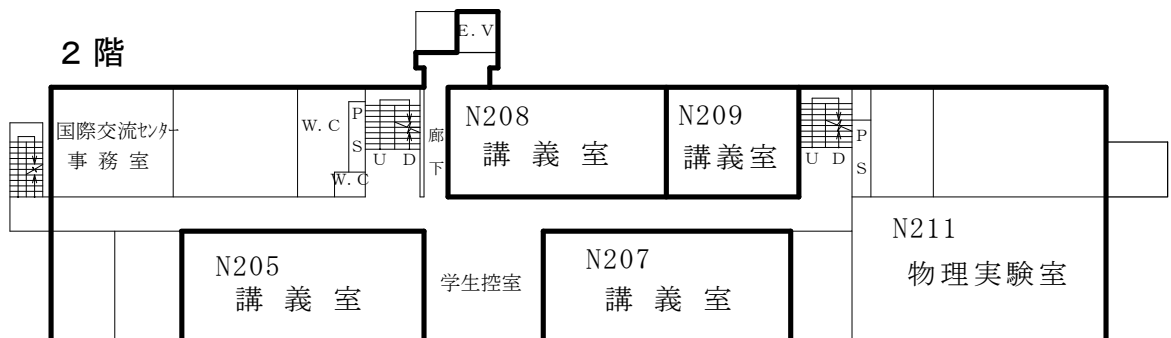 ２階
E.V
国際交流センター
事務室
W.C
P
S
W.C
U D
廊
下
N208
講義室
N209
講義室
U D
P
S
N205
講義室
学生控室
N207
講義室
N211
物理実験室